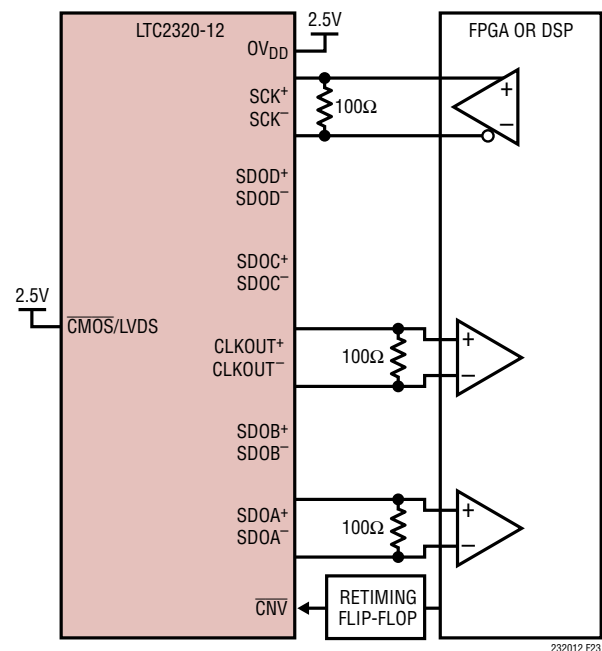 LTC2320-12
2.5V
FPGA OR DSP
OVDD
SCK+
SCK–
100Ω
+
–
SDOD+
SDOD–
SDOC+
SDOC–
2.5V
CMOS/LVDS
CLKOUT+
CLKOUT–
100Ω
+
–
SDOB+
SDOB–
SDOA+
SDOA–
100Ω
+
–
CNV
RETIMING
FLIP-FLOP
232012 F23